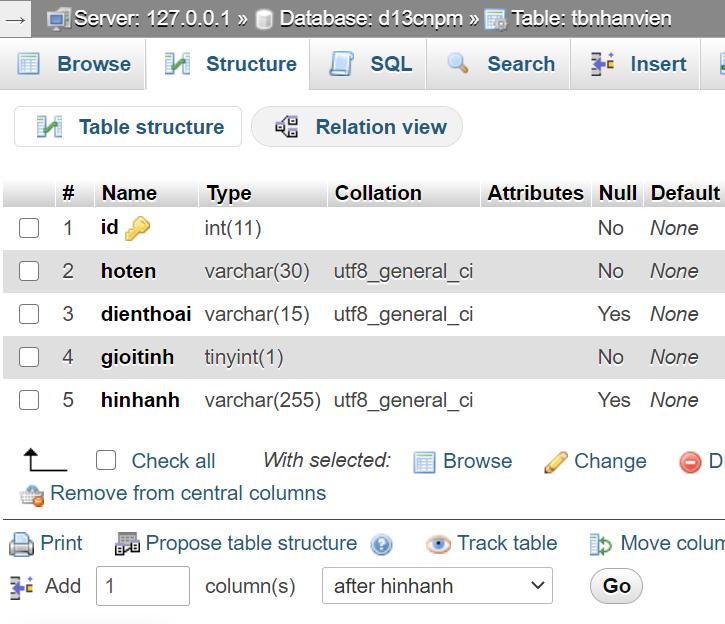 → Server: 127.0.0.1 » Database: d13cnpm » Table: tbnhanvien
Browse Structure SQL Search Insert
Table structure Relation view
# Name Type Collation Attributes Null Default
1 id int(11) No None
2 hoten varchar(30) utf8_general_ci No None
3 dienthoai varchar(15) utf8_general_ci Yes None
4 gioitinh tinyint(1) No None
5 hinhanh varchar(255) utf8_general_ci Yes None
Check all With selected: Browse Change
Remove from central columns
Print Propose table structure Track table Move
Add 1 column(s) after hinhanh Go